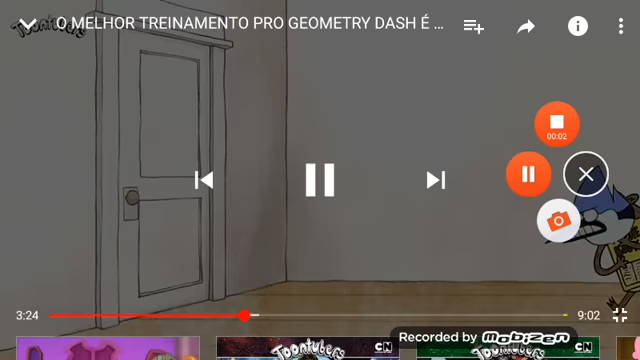 O MELHOR TREINAMENTO PRO GEOMETRY DASH É ...
Toontubers
00:02
3:24
9:02
Recorded by Mobizen
Toontubers
CN
Toontubers
CN